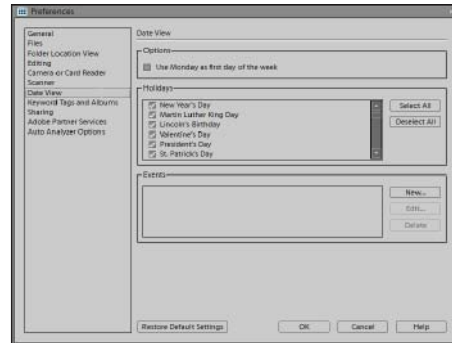 Preferences
General
Files
Folder Location View
Editing
Camera or Card Reader
Scanner
Date View
Keyword Tags and Albums
Sharing
Adobe Partner Services
Auto Analyzer Options
Date View
Options
Use Monday as first day of the week
Holidays
New Year's Day
Martin Luther King Day
Lincoln's Birthday
Valentine's Day
President's Day
St. Patrick's Day
Select All
Deselect All
Events
New...
Edit...
Delete
Restore Default Settings
OK
Cancel
Help